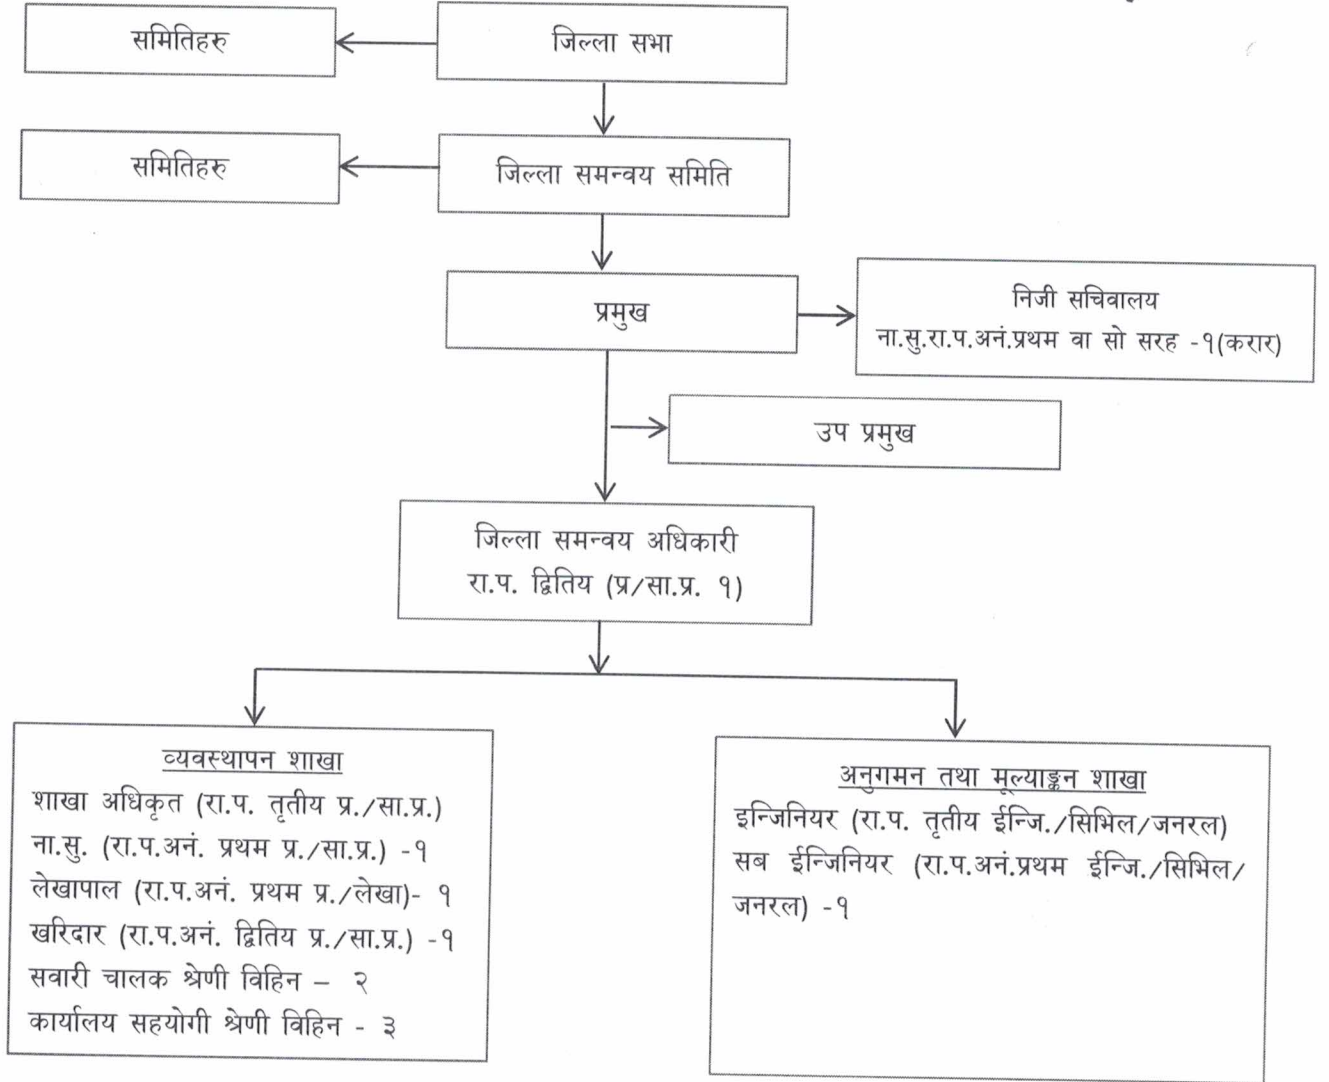 समितिहरु
जिल्ला सभा
समितिहरु
जिल्ला समन्वय समिति
प्रमुख
निजी सचिवालय
ना.सु.रा.प.अनं.प्रथम वा सो सरह -१(करार)
उप प्रमुख
जिल्ला समन्वय अधिकारी
रा.प. द्वितिय (प्र/सा.प्र. १)
व्यवस्थापन शाखा
शाखा अधिकृत (रा.प. तृतीय प्र./सा.प्र.)
ना.सु. (रा.प.अनं. प्रथम प्र./सा.प्र.) -१
लेखापाल (रा.प.अनं. प्रथम प्र./लेखा)- १
खरिदार (रा.प.अनं. द्वितिय प्र./सा.प्र.) -१
सवारी चालक श्रेणी विहिन – २
कार्यालय सहयोगी श्रेणी विहिन - ३
अनुगमन तथा मूल्याङ्कन शाखा
इन्जिनियर (रा.प. तृतीय ईन्जि./सिभिल/जनरल)
सब ईन्जिनियर (रा.प.अनं.प्रथम ईन्जि./सिभिल/
जनरल) -१